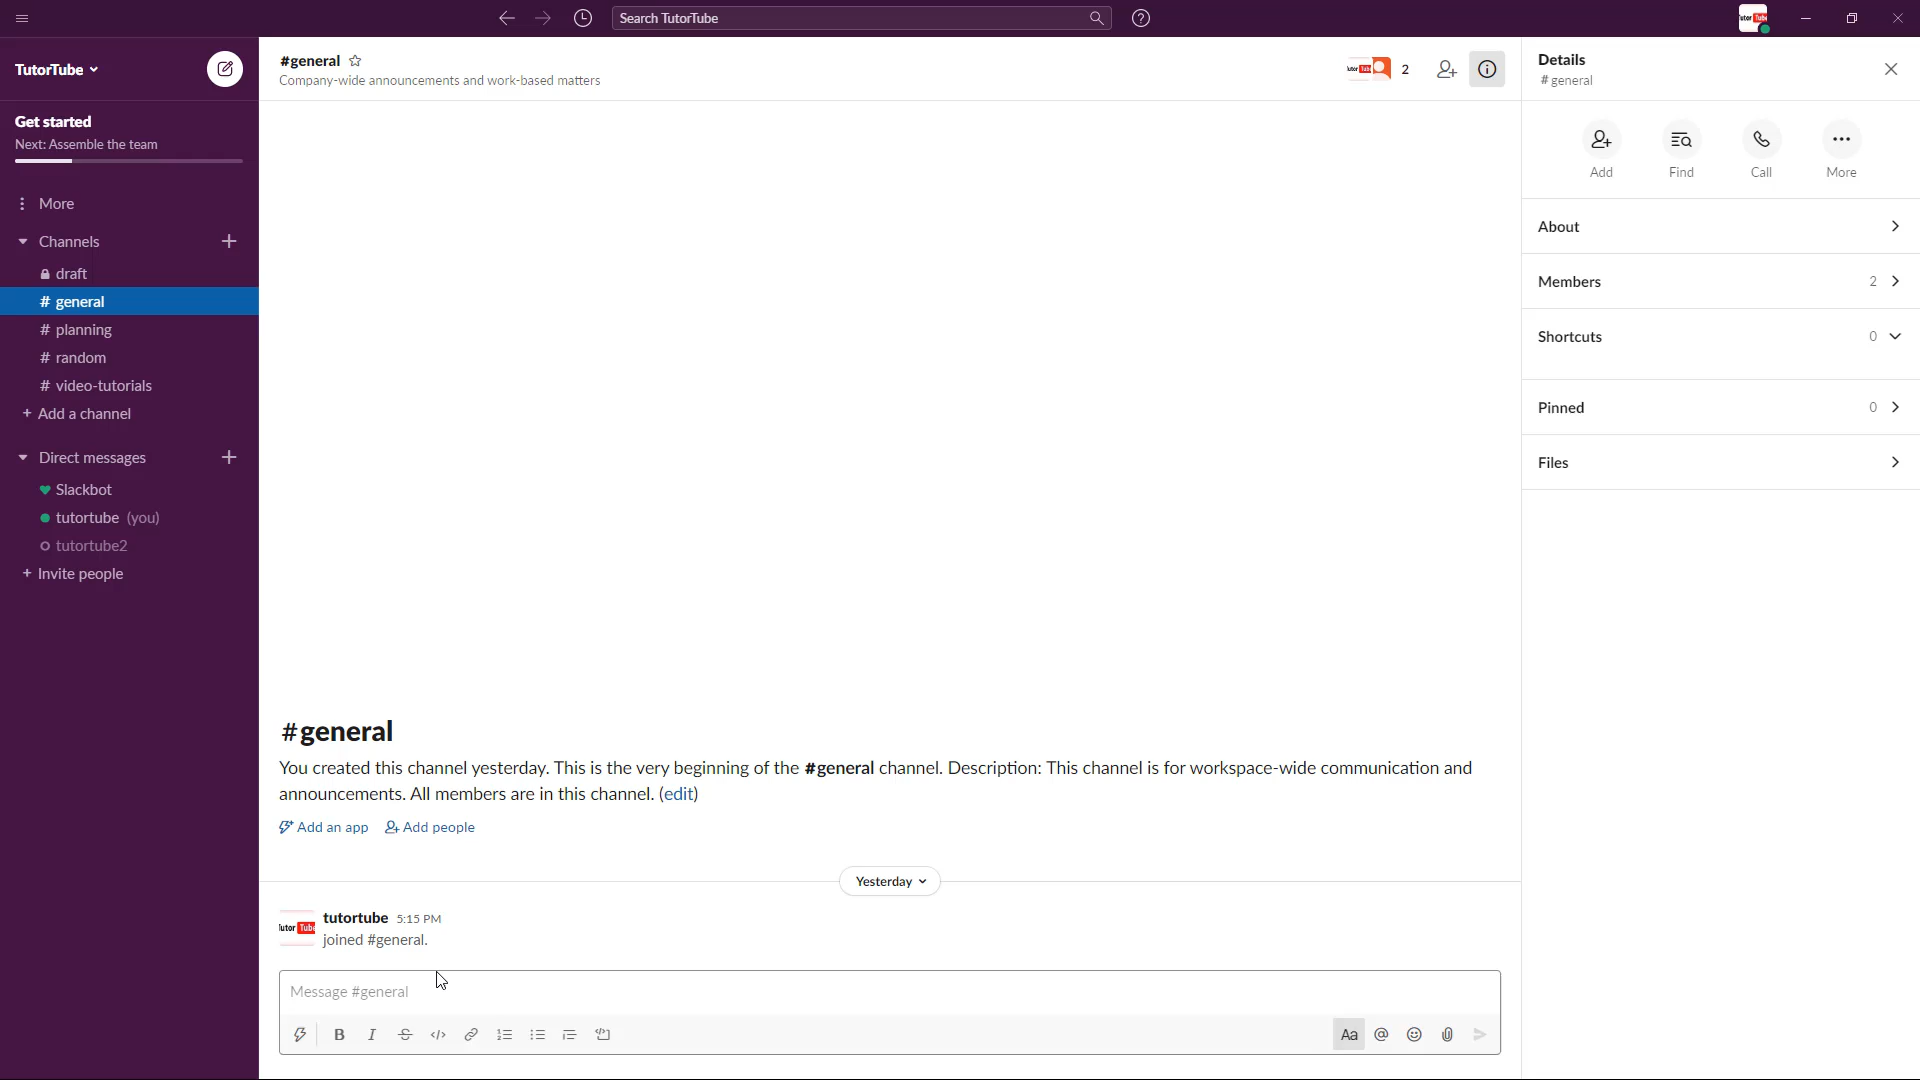 Search TutorTube
TutorTube
Get started
Next: Assemble the team
More
Channels
draft
# general
# planning
# random
# video-tutorials
+ Add a channel
Direct messages
Slackbot
tutortube (you)
tutortube2
+ Invite people
#general
Company-wide announcements and work-based matters
2
#general
You created this channel yesterday. This is the very beginning of the #general channel. Description: This channel is for workspace-wide communication and
announcements. All members are in this channel. (edit)
Add an app Add people
Yesterday
tutortube 5:15 PM
joined #general.
Message #general
B I S Aa @
Details
# general
Add Find Call More
About
Members 2
Shortcuts 0
Pinned 0
Files